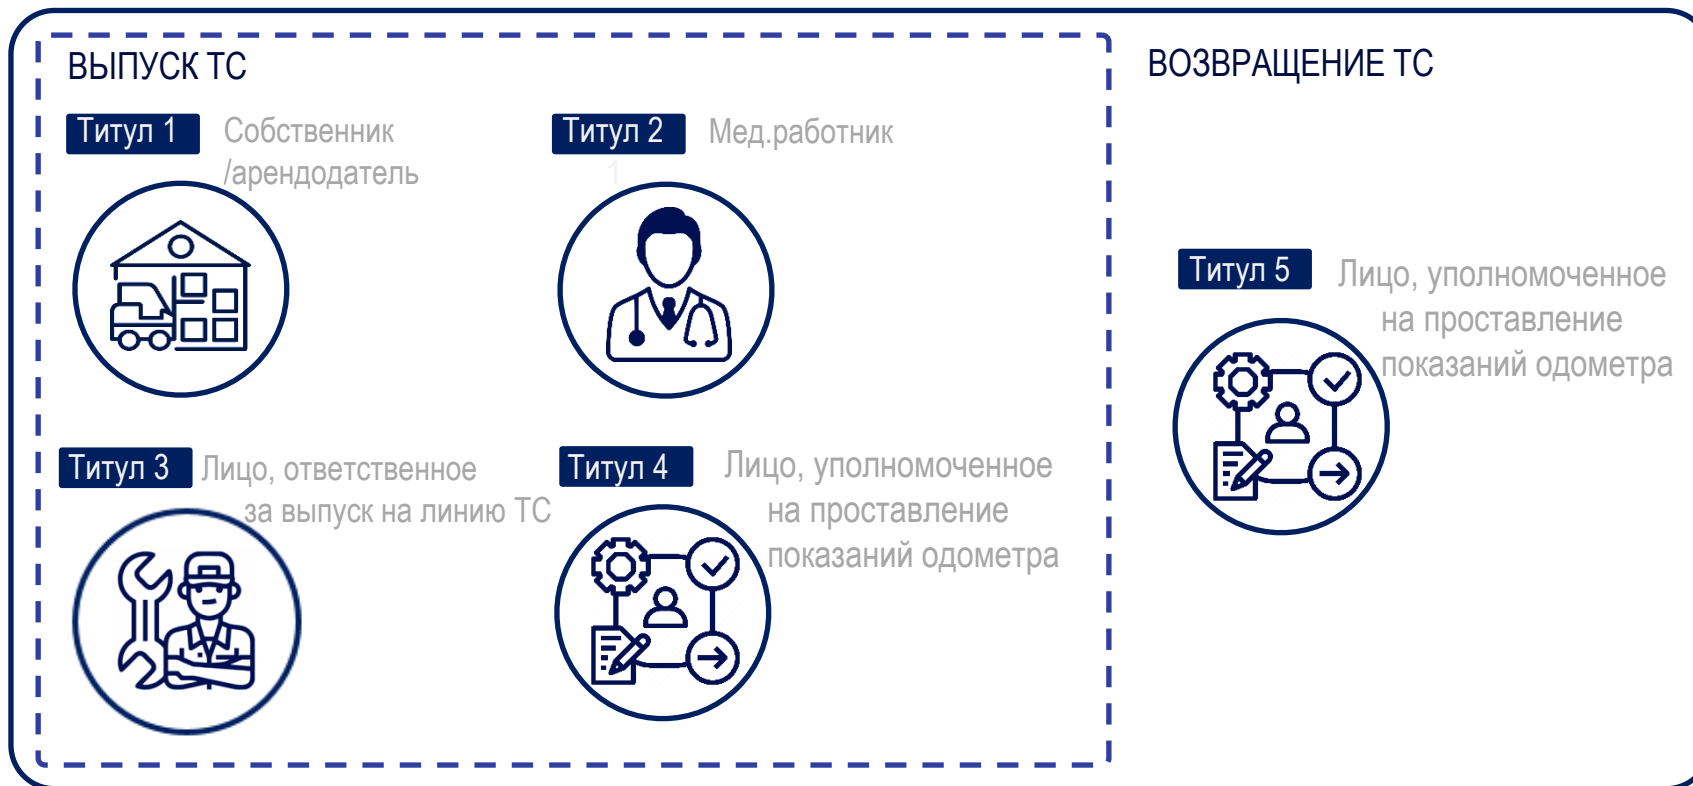 ВЫПУСК ТС
Титул 1
Собственник
/арендодатель
Титул 2
Мед.работник
1
Титул 3
Лицо, ответственное
за выпуск на линию ТС
Титул 4
Лицо, уполномоченное
на проставление
показаний одометра
ВОЗВРАЩЕНИЕ ТС
Титул 5
Лицо, уполномоченное
на проставление
показаний одометра